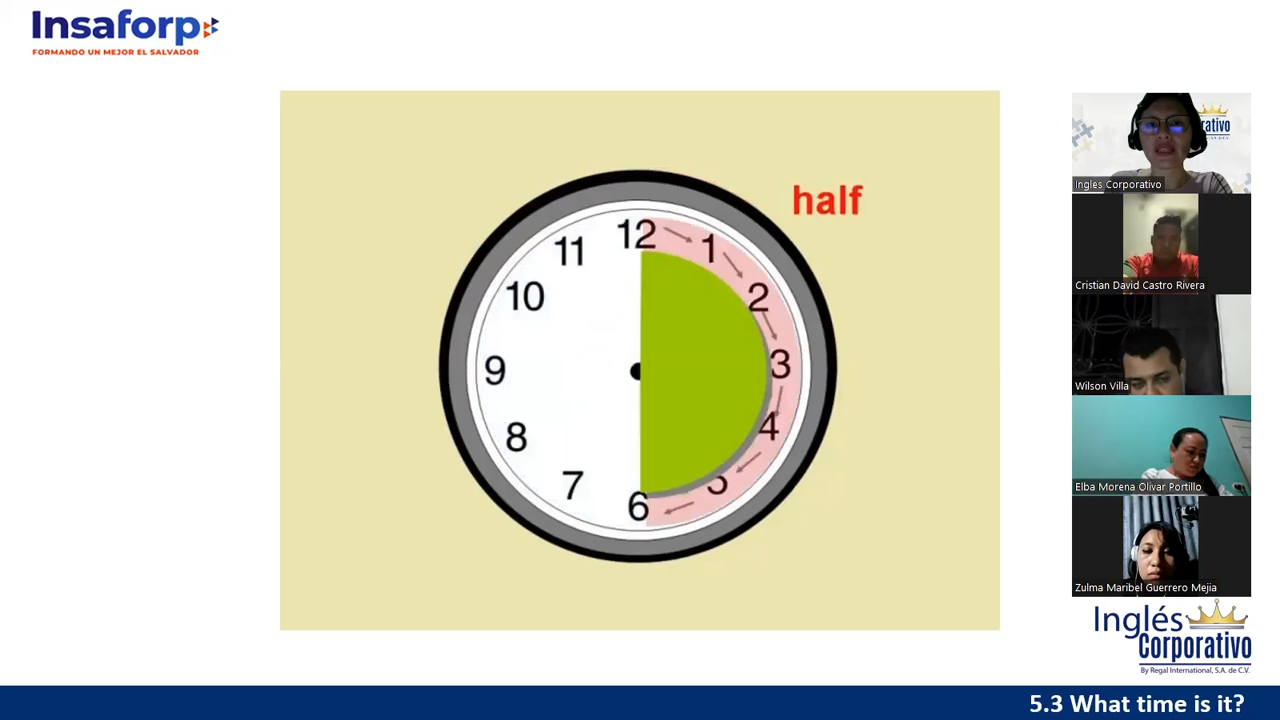 Insaforp
FORMANDO UN MEJOR EL SALVADOR
half
12
1
2
3
4
5
6
7
8
9
10
11
rativo
Ingles Corporativo
Cristian David Castro Rivera
Wilson Villa
Elba Morena Olivar Portillo
Zulma Maribel Guerrero Mejia
Inglés
Corporativo
By Regal International, S.A. de C.V.
5.3 What time is it?